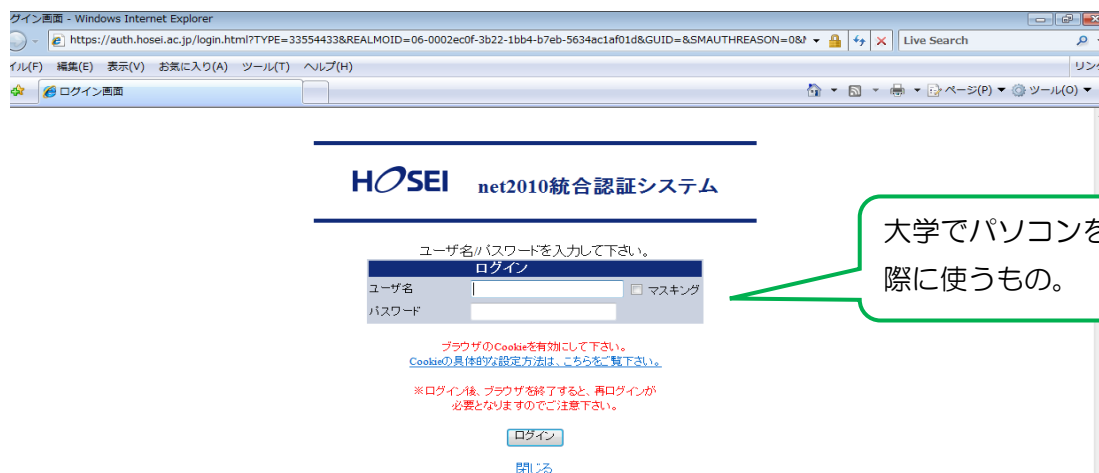 グイン画面 - Windows Internet Explorer
https://auth.hosei.ac.jp/login.html?TYPE=33554433&REALMOID=06-0002ec0f-3b22-1bb4-b7eb-5634ac1af01d&GUID=&SMAUTHREASON=0&
Live Search
イル(F) 編集(E) 表示(V) お気に入り(A) ツール(T) ヘルプ(H)
リン
ログイン画面
ページ(P) ツール(O)
HOSEI net2010統合認証システム
大学でパソコンを
際に使うもの。
ユーザ名/パスワードを入力して下さい。
ログイン
ユーザ名 マスキング
パスワード
ブラウザのCookieを有効にして下さい。
Cookieの具体的な設定方法は、こちらをご覧下さい。
※ログイン後、ブラウザを終了すると、再ログインが
必要となりますのでご注意下さい。
ログイン
閉じる